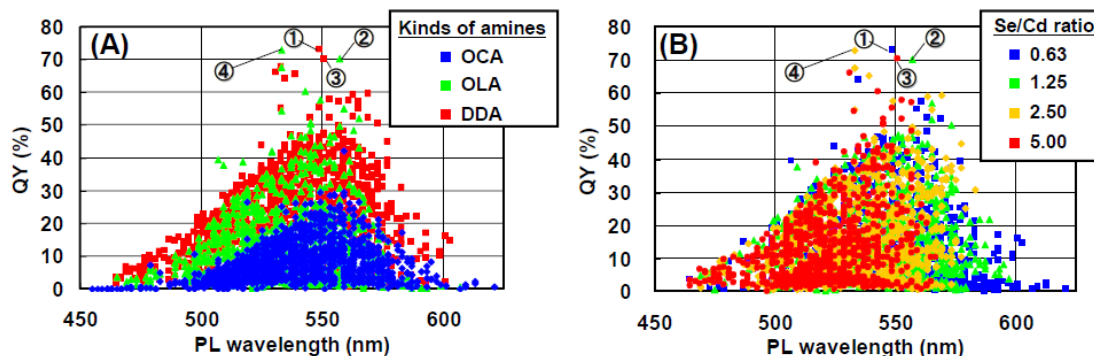 (A)
Kinds of amines
OCA
OLA
DDA
① ② ③ ④
QY (%)
80
70
60
50
40
30
20
10
0
450 500 550 600
PL wavelength (nm)
(B)
Se/Cd ratio
0.63
1.25
2.50
5.00
① ② ③ ④
QY (%)
80
70
60
50
40
30
20
10
0
450 500 550 600
PL wavelength (nm)